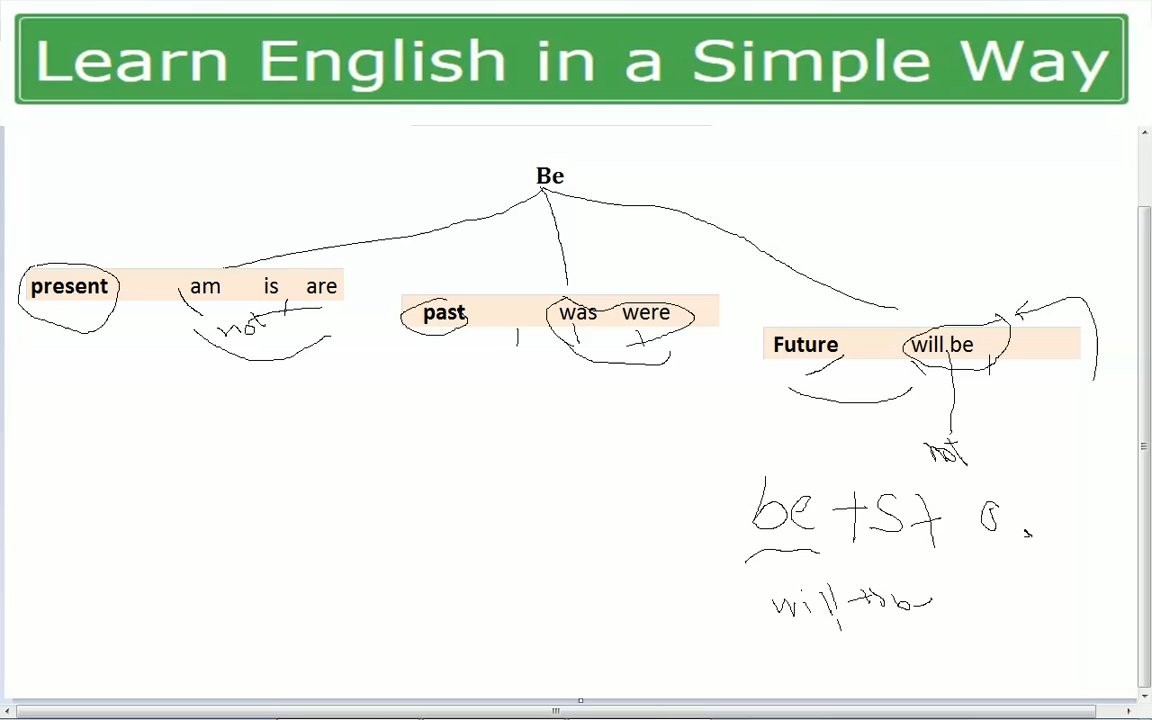 Learn English in a Simple Way
Be
present am is are
not
past was were
Future will be
not
be + s + o
will